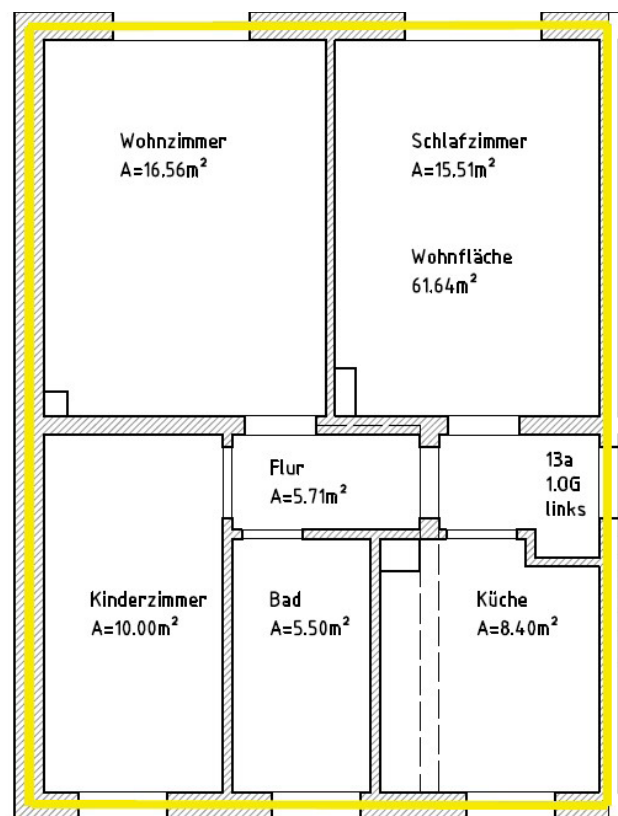 Wohnzimmer
A=16.56m²
Schlafzimmer
A=15.51m²
Wohnfläche
61.64m²
Flur
A=5.71m²
13a
1.OG
links
Kinderzimmer
A=10.00m²
Bad
A=5.50m²
Küche
A=8.40m²